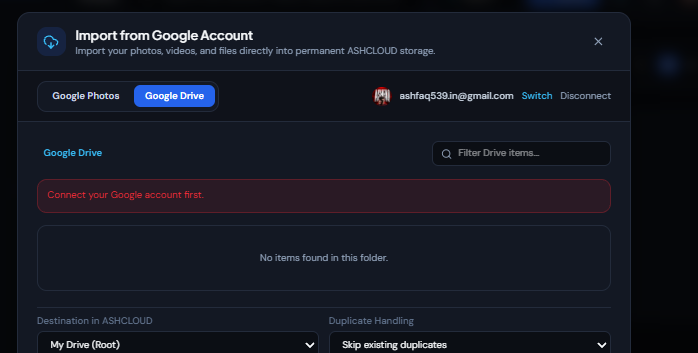 Import from Google Account
Import your photos, videos, and files directly into permanent ASHCLOUD storage.
Google Photos
Google Drive
ashfaq539.in@gmail.com
Switch
Disconnect
Google Drive
Filter Drive items...
Connect your Google account first.
No items found in this folder.
Destination in ASHCLOUD
Duplicate Handling
My Drive (Root)
Skip existing duplicates